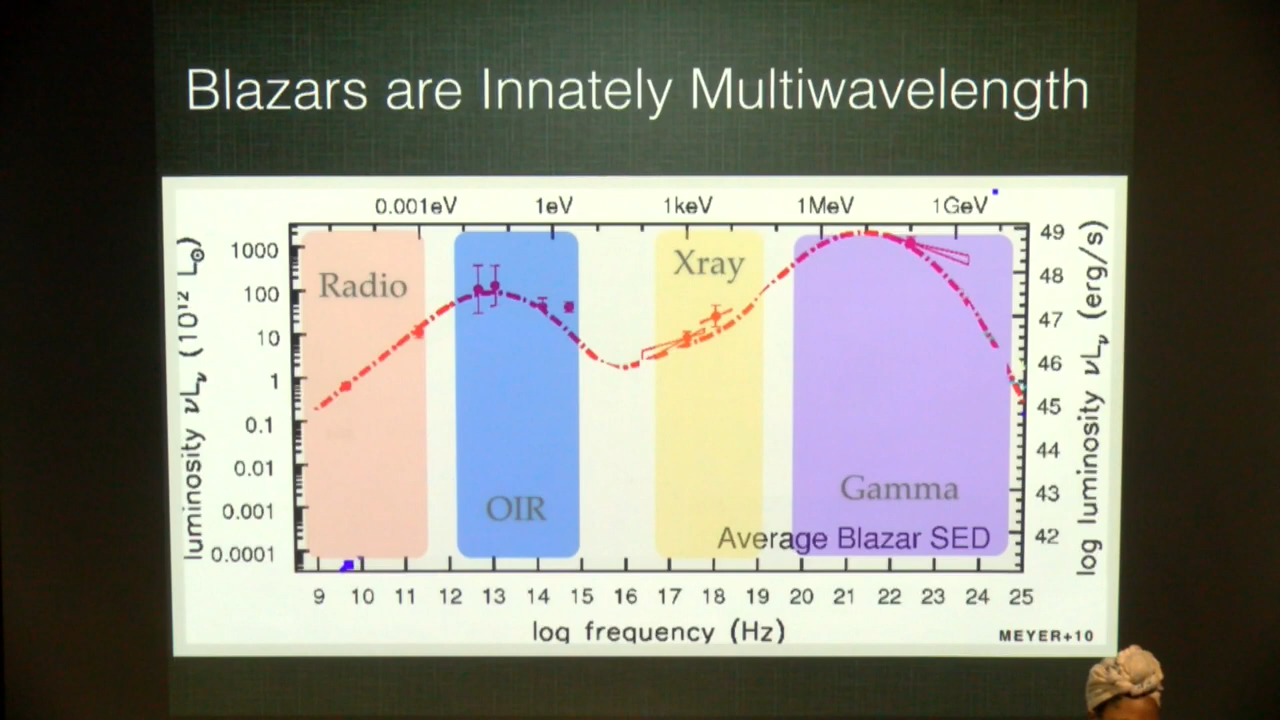 Blazars are Innately Multiwavelength
0.001eV 1eV 1keV 1MeV 1GeV
luminosity νLν (10¹² L⊙)
1000
100
10
1
0.1
0.01
0.001
0.0001
Radio
OIR
Xray
Gamma
Average Blazar SED
49
48
47
46
45
44
43
42
log luminosity νLν (erg/s)
9 10 11 12 13 14 15 16 17 18 19 20 21 22 23 24 25
log frequency (Hz)
MEYER+10